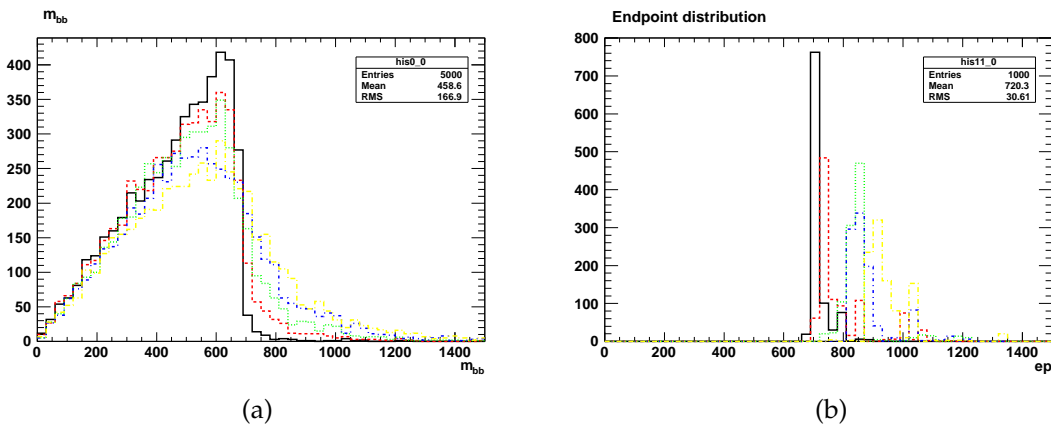 m_bb
his0_0
Entries 5000
Mean 458.6
RMS 166.9
400
350
300
250
200
150
100
50
0
0 200 400 600 800 1000 1200 1400
m_bb
(a)
Endpoint distribution
his11_0
Entries 1000
Mean 720.3
RMS 30.61
800
700
600
500
400
300
200
100
0
0 200 400 600 800 1000 1200 1400
ep
(b)